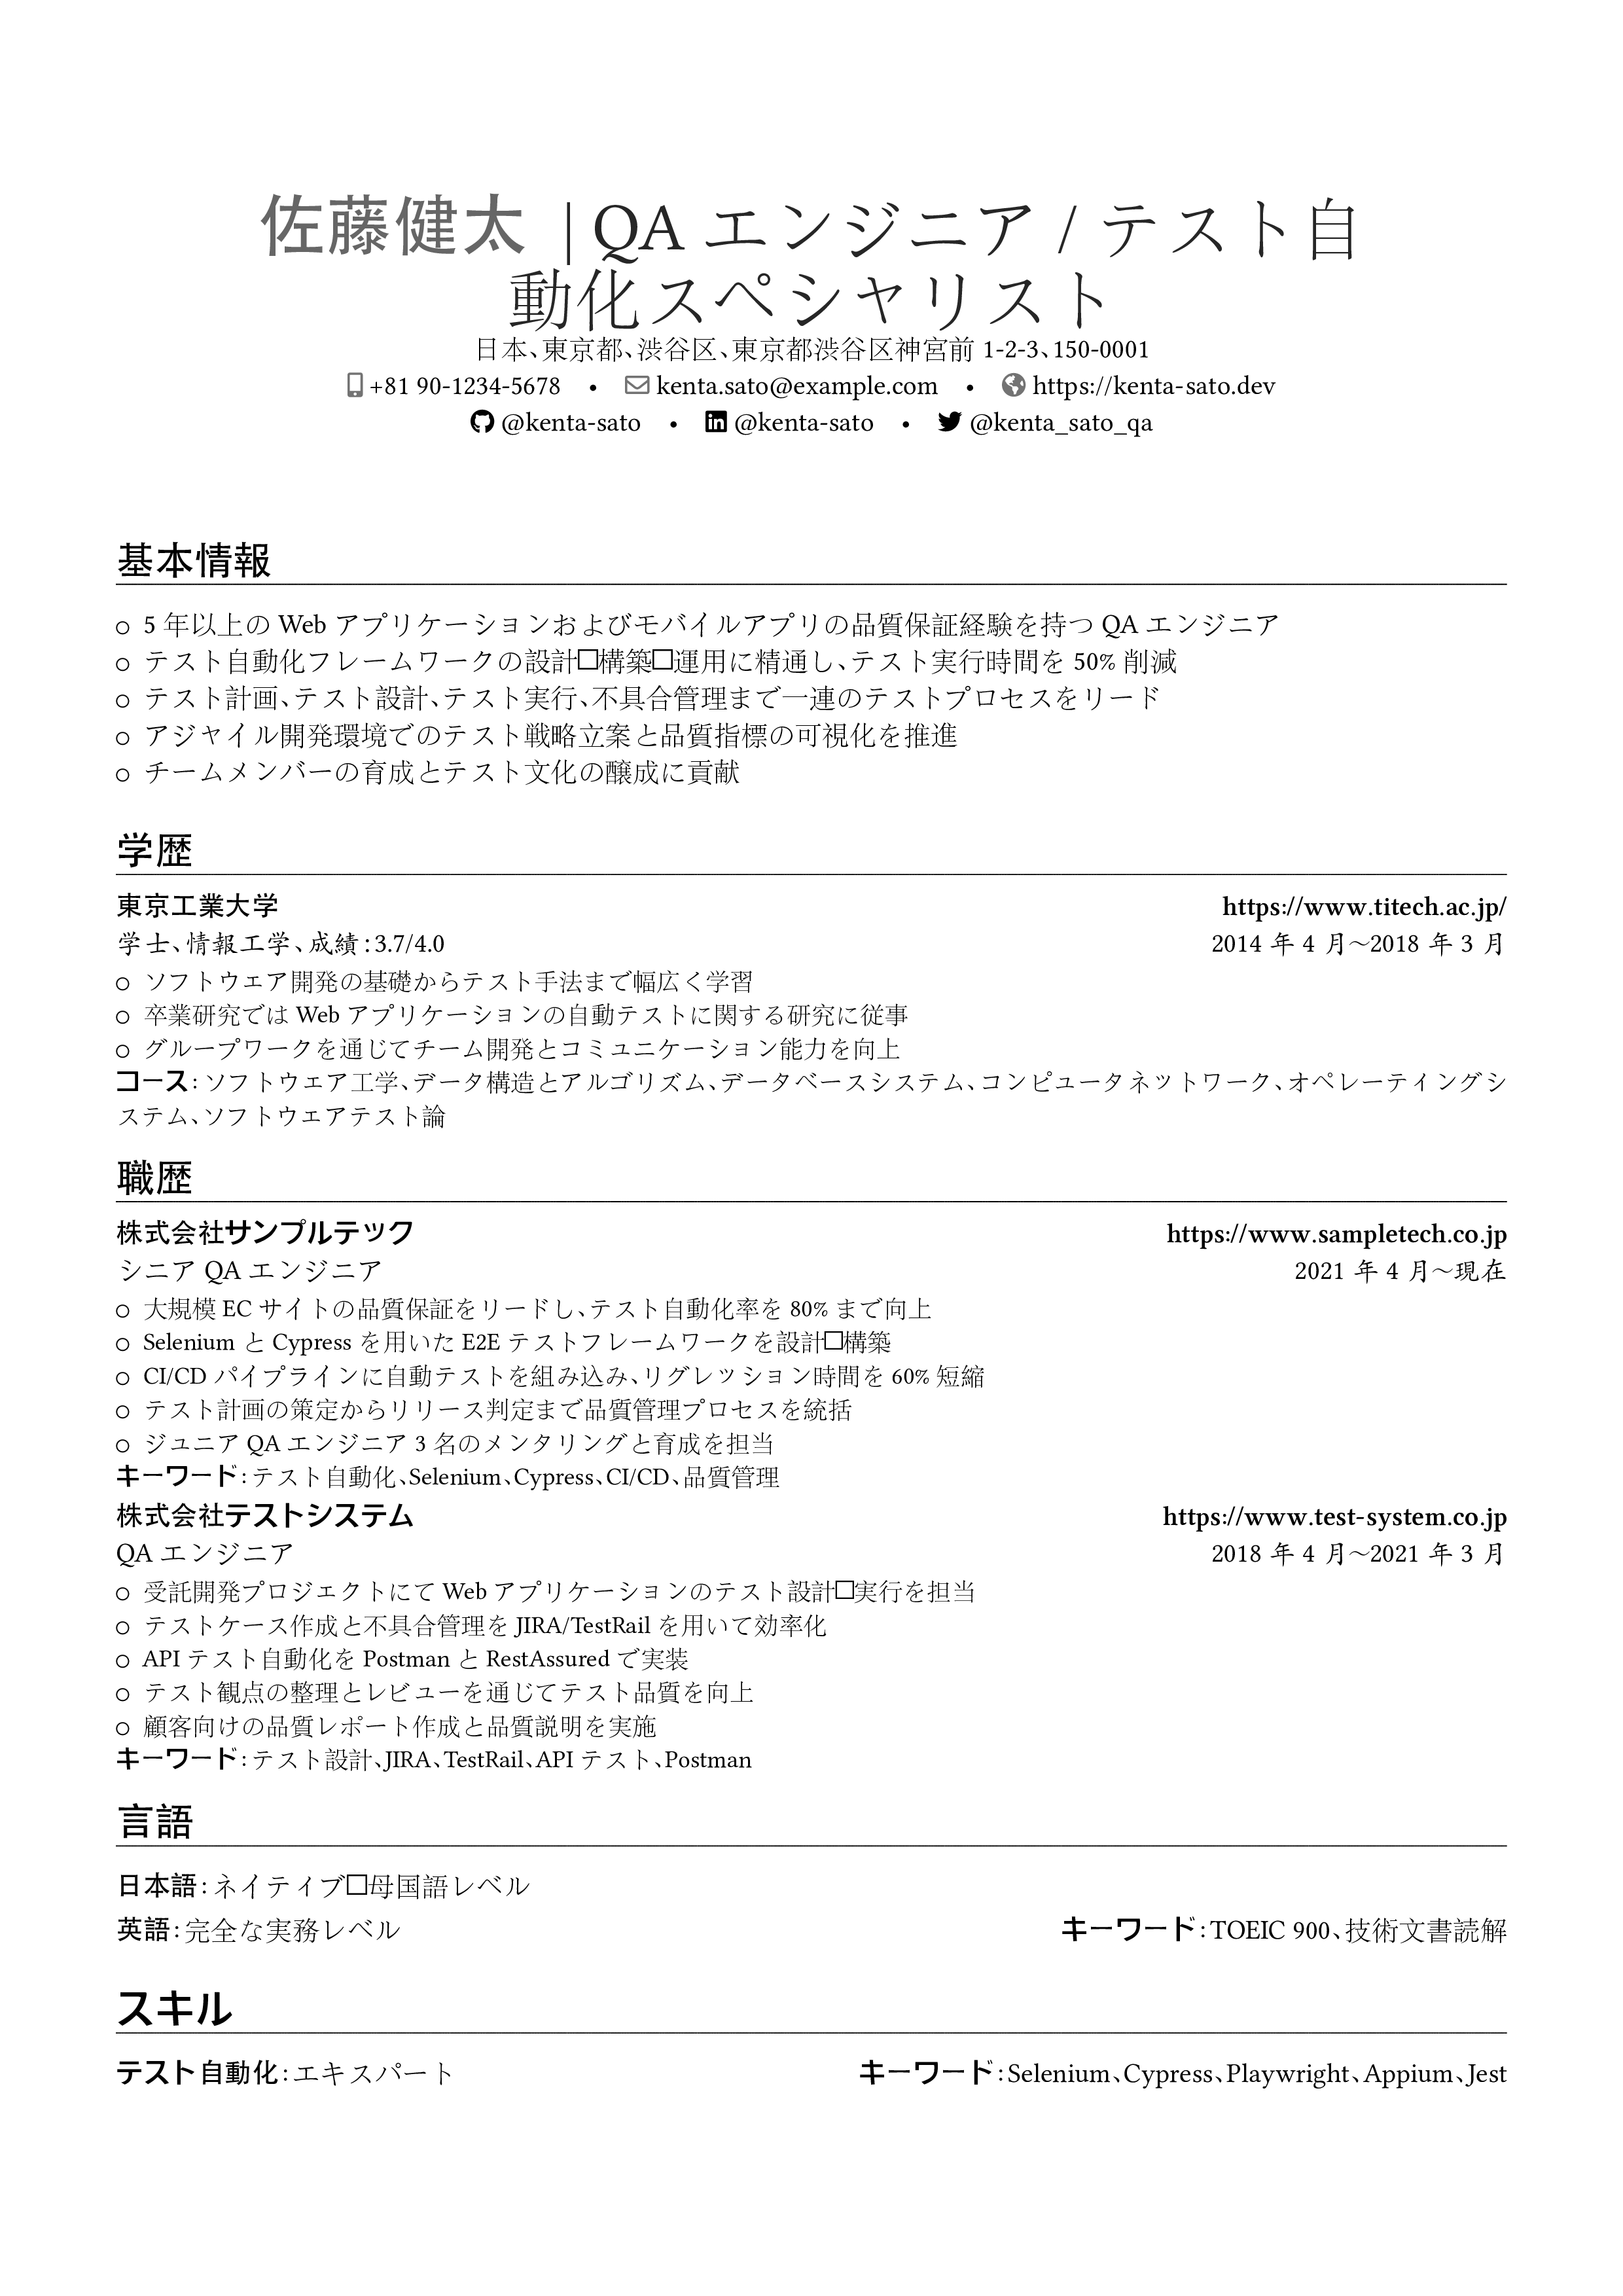 佐藤健太 | QA エンジニア / テスト自
動化スペシャリスト
日本、東京都、渋谷区、東京都渋谷区神宮前 1-2-3、150-0001
+81 90-1234-5678 • kenta.sato@example.com • https://kenta-sato.dev
@kenta-sato • @kenta-sato • @kenta_sato_qa
基本情報
○ 5 年以上の Web アプリケーションおよびモバイルアプリの品質保証経験を持つ QA エンジニア
○ テスト自動化フレームワークの設計□構築□運用に精通し、テスト実行時間を 50% 削減
○ テスト計画、テスト設計、テスト実行、不具合管理まで一連のテストプロセスをリード
○ アジャイル開発環境でのテスト戦略立案と品質指標の可視化を推進
○ チームメンバーの育成とテスト文化の醸成に貢献
学歴
東京工業大学 https://www.titech.ac.jp/
学士、情報工学、成績：3.7/4.0 2014 年 4 月～2018 年 3 月
○ ソフトウェア開発の基礎からテスト手法まで幅広く学習
○ 卒業研究では Web アプリケーションの自動テストに関する研究に従事
○ グループワークを通じてチーム開発とコミュニケーション能力を向上
コース：ソフトウェア工学、データ構造とアルゴリズム、データベースシステム、コンピュータネットワーク、オペレーティングシ
ステム、ソフトウェアテスト論
職歴
株式会社サンプルテック https://www.sampletech.co.jp
シニア QA エンジニア 2021 年 4 月～現在
○ 大規模 EC サイトの品質保証をリードし、テスト自動化率を 80% まで向上
○ Selenium と Cypress を用いた E2E テストフレームワークを設計□構築
○ CI/CD パイプラインに自動テストを組み込み、リグレッション時間を 60% 短縮
○ テスト計画の策定からリリース判定まで品質管理プロセスを統括
○ ジュニア QA エンジニア 3 名のメンタリングと育成を担当
キーワード：テスト自動化、Selenium、Cypress、CI/CD、品質管理
株式会社テストシステム https://www.test-system.co.jp
QA エンジニア 2018 年 4 月～2021 年 3 月
○ 受託開発プロジェクトにて Web アプリケーションのテスト設計□実行を担当
○ テストケース作成と不具合管理を JIRA/TestRail を用いて効率化
○ API テスト自動化を Postman と RestAssured で実装
○ テスト観点の整理とレビューを通じてテスト品質を向上
○ 顧客向けの品質レポート作成と品質説明を実施
キーワード：テスト設計、JIRA、TestRail、API テスト、Postman
言語
日本語：ネイティブ□母国語レベル
英語：完全な実務レベル キーワード：TOEIC 900、技術文書読解
スキル
テスト自動化：エキスパート キーワード：Selenium、Cypress、Playwright、Appium、Jest